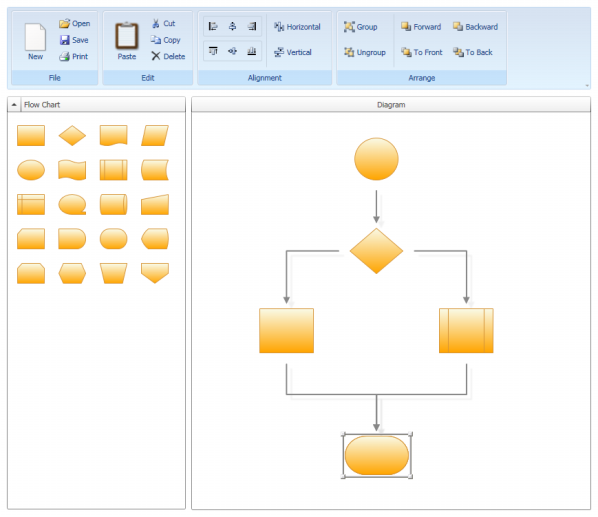 New
Open
Save
Print
File
Paste
Cut
Copy
Delete
Edit
Horizontal
Vertical
Alignment
Group
Ungroup
Forward
Backward
To Front
To Back
Arrange
Flow Chart
Diagram